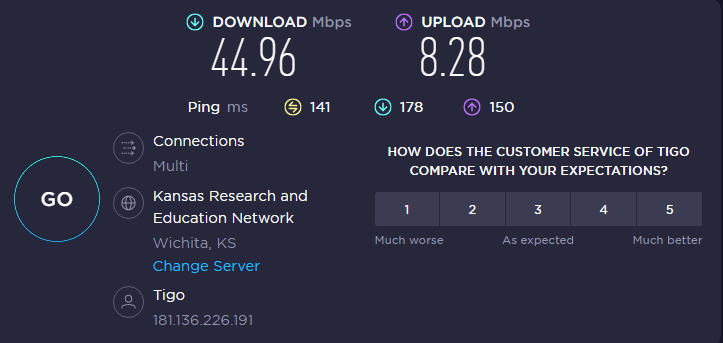 DOWNLOAD Mbps
UPLOAD Mbps
44.96
8.28
Ping ms 141 178 150
GO
Connections
Multi
Kansas Research and
Education Network
Wichita, KS
Change Server
Tigo
181.136.226.191
HOW DOES THE CUSTOMER SERVICE OF TIGO
COMPARE WITH YOUR EXPECTATIONS?
1 2 3 4 5
Much worse As expected Much better